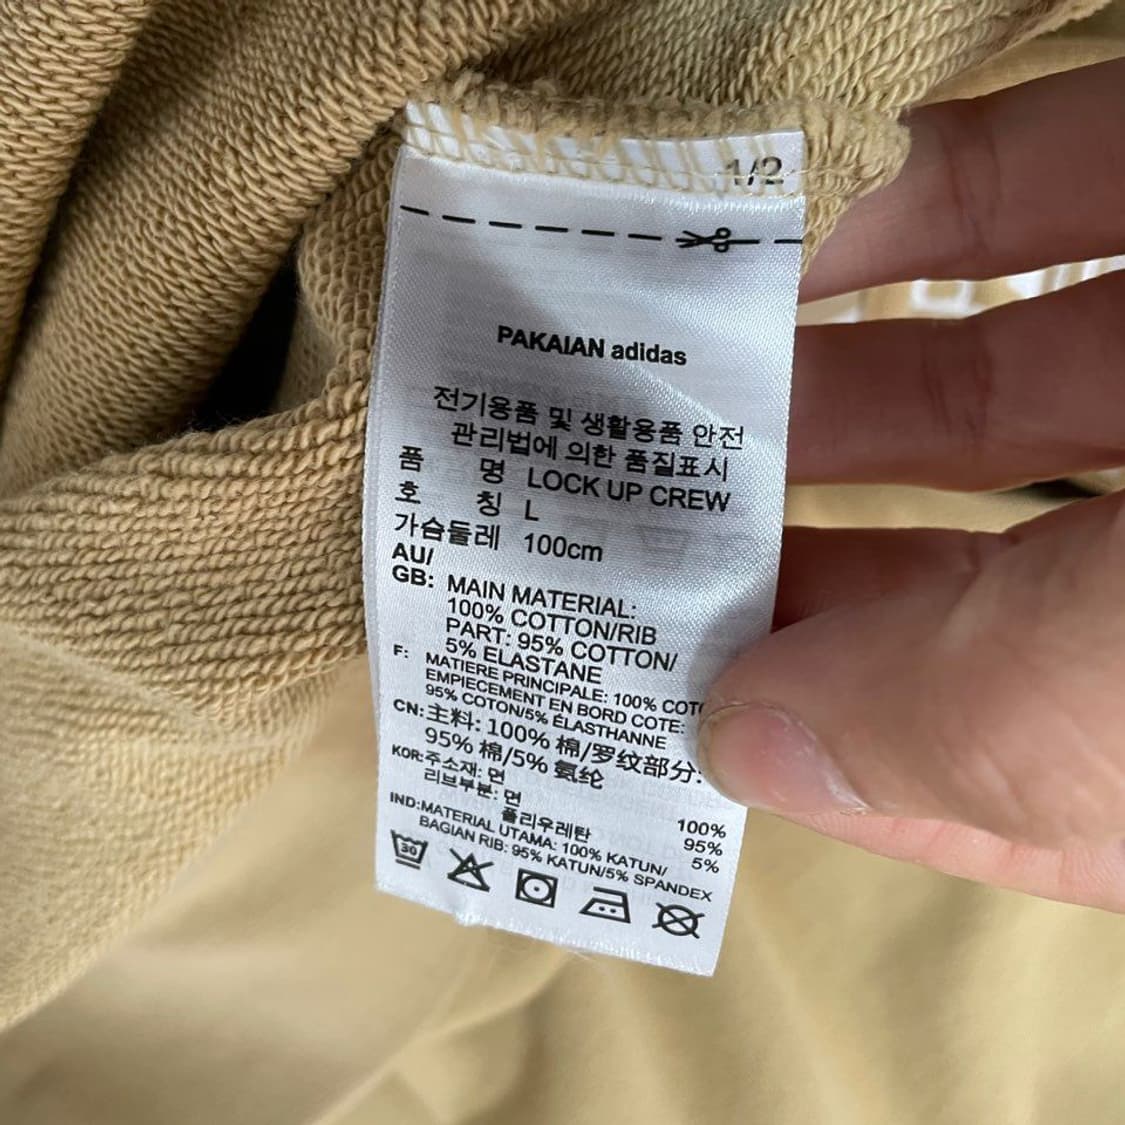 1/2
PAKAIAN adidas
전기용품 및 생활용품 안전
관리법에 의한 품질표시
품 명 LOCK UP CREW
호 칭 L
가슴둘레 100cm
AU/
GB: MAIN MATERIAL:
100% COTTON/RIB
PART: 95% COTTON/
5% ELASTANE
F: MATIERE PRINCIPALE: 100%
EMPIECEMENT EN BORD COTE:
95% COTON/5% ÉLASTHANNE
CN: 主料: 100% 棉/罗纹部分:
95% 棉/5% 氨纶
KOR: 주소재: 면 100%
리브부분: 면 95%
폴리우레탄 5%
IND: MATERIAL UTAMA: 100% KATUN/
BAGIAN RIB: 95% KATUN/5% SPANDEX
30